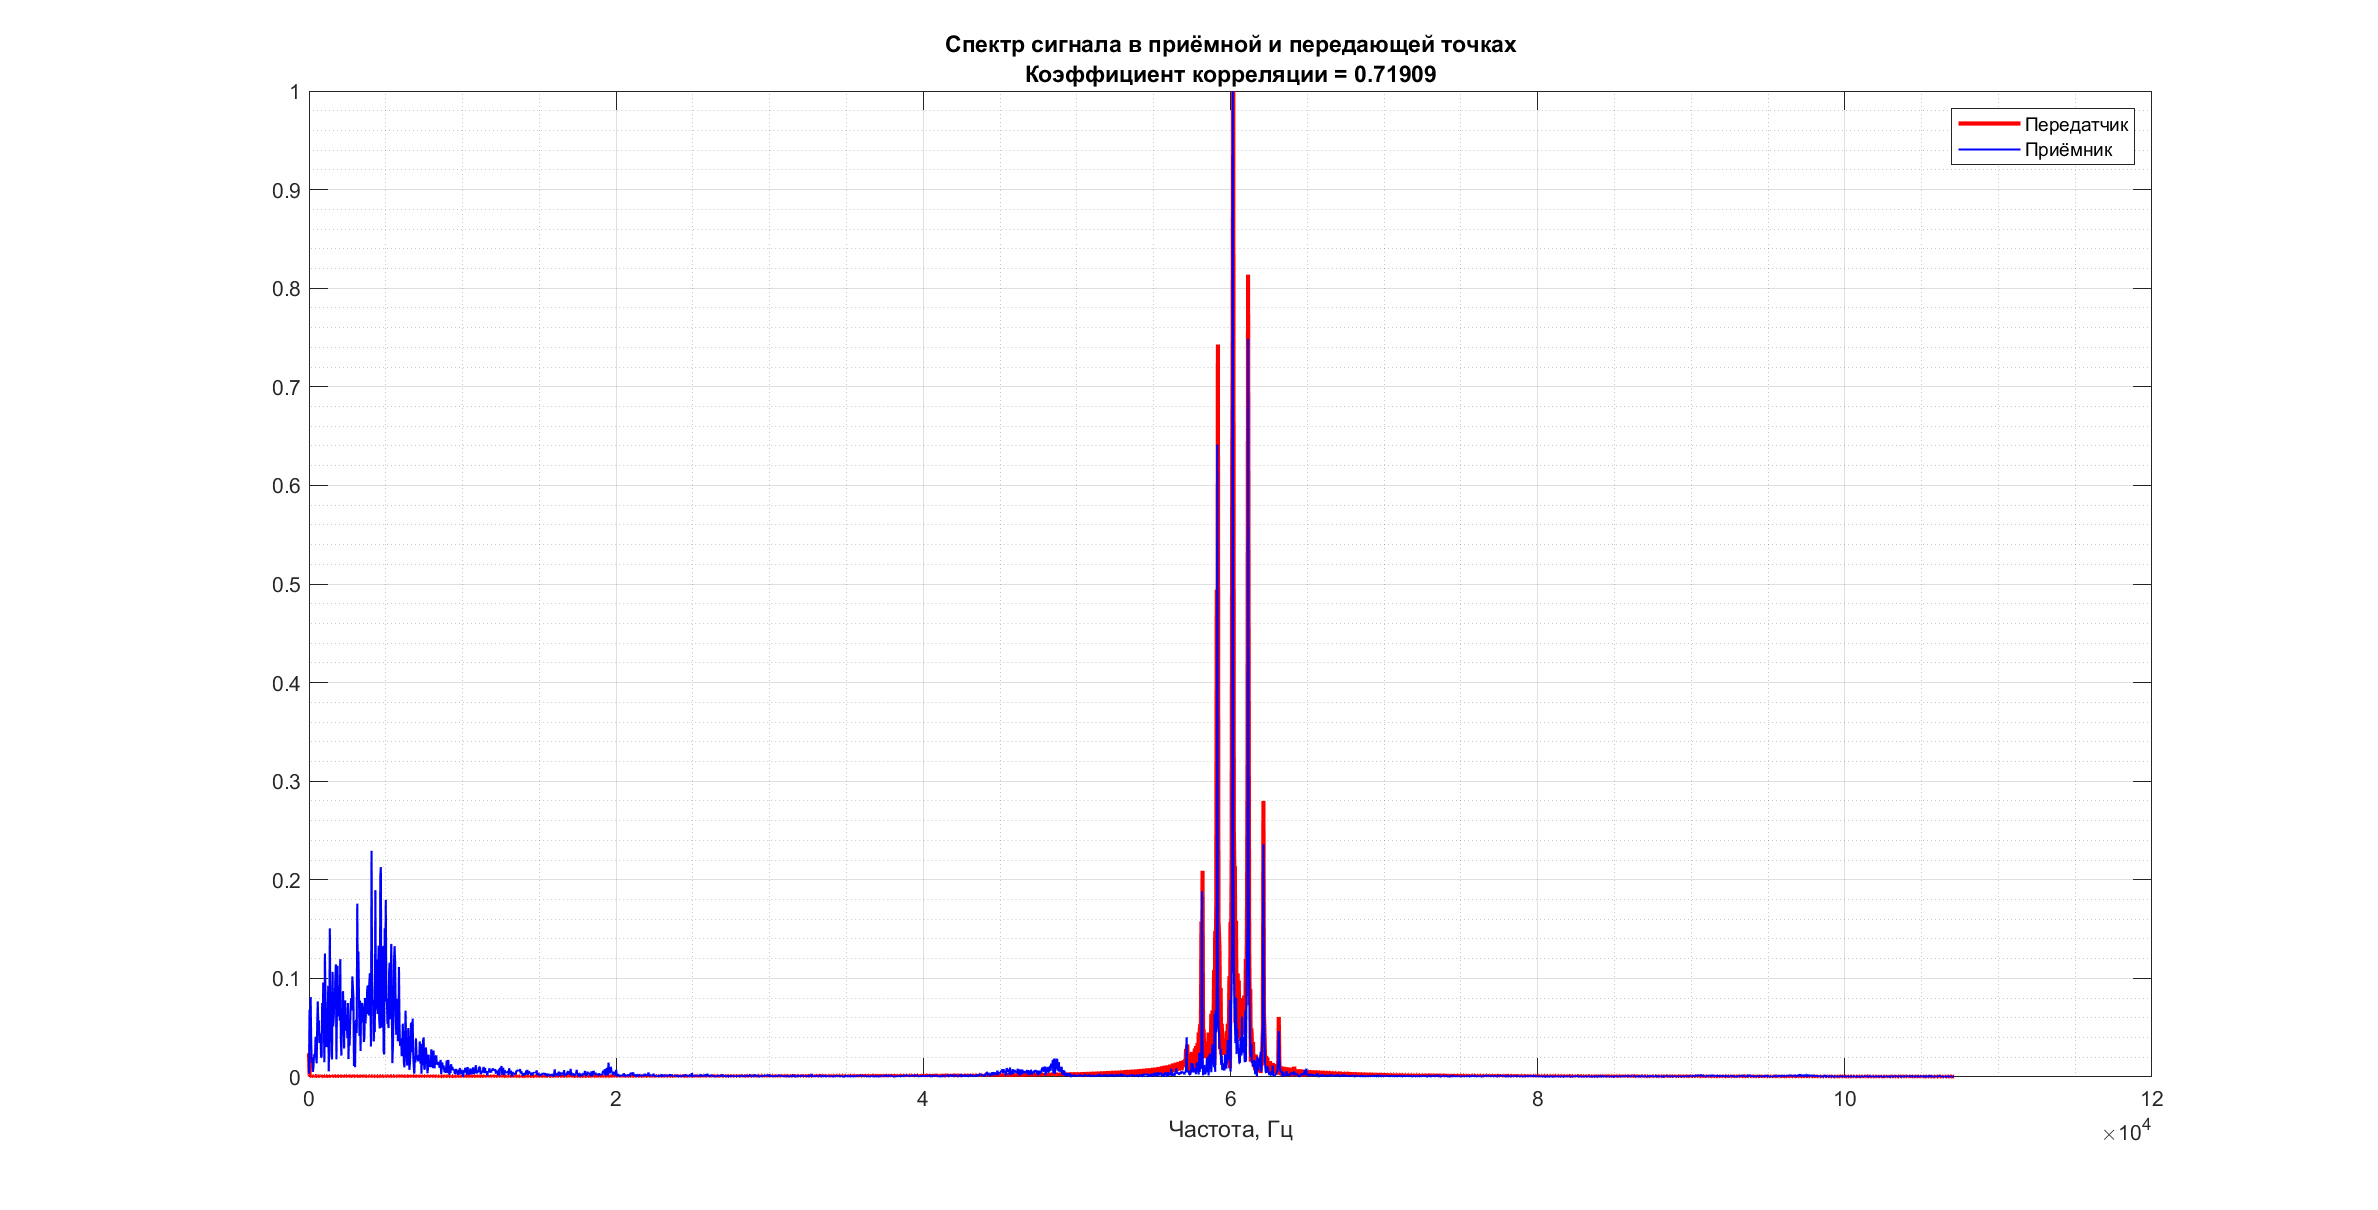 Спектр сигнала в приёмной и передающей точках
Коэффициент корреляции = 0.71909
Передатчик
Приёмник
1
0.9
0.8
0.7
0.6
0.5
0.4
0.3
0.2
0.1
0
0 2 4 6 8 10 12
Частота, Гц
×10⁴